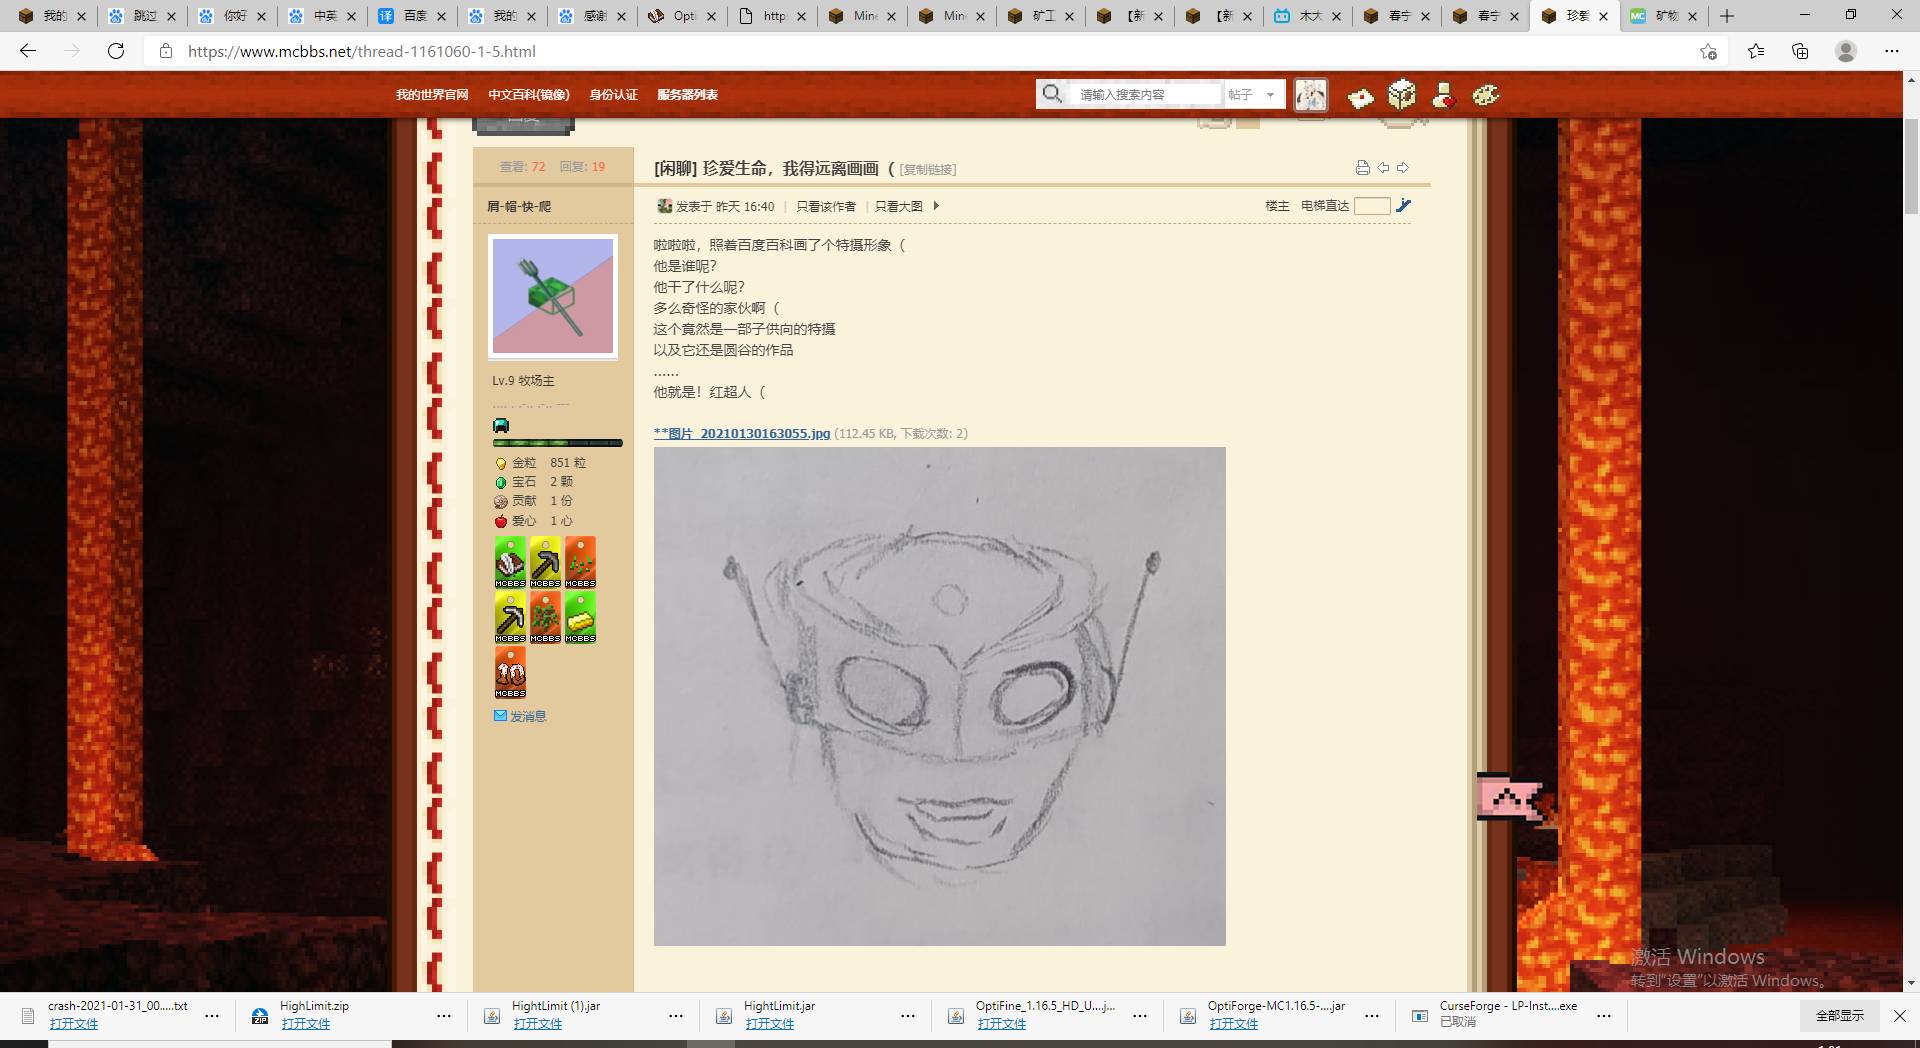 我的
跳过
你好
中英
百度
我的
感谢
Opti
https
Mine
Mine
矿工
【新
【新
木大
春宁
春宁
珍爱
矿物
https://www.mcbbs.net/thread-1161060-1-5.html
我的世界官网 中文百科(镜像) 身份认证 服务器列表
请输入搜索内容 帖子
查看: 72 回复: 19
[闲聊] 珍爱生命，我得远离画画（ [复制链接]
屑-帽-快-爬
发表于 昨天 16:40 | 只看该作者 | 只看大图
楼主 电梯直达
啦啦啦，照着百度百科画了个特摄形象（
他是谁呢？
他干了什么呢？
多么奇怪的家伙啊（
这个竟然是一部子供向的特摄
以及它还是圆谷的作品
......
他就是！红超人（
**图片_20210130163055.jpg (112.45 KB, 下载次数: 2)
Lv.9 牧场主
.... . .-.. .-.. ---
金粒 851 粒
宝石 2 颗
贡献 1 份
爱心 1 心
MCBBS MCBBS MCBBS
MCBBS MCBBS MCBBS
10
MCBBS
发消息
激活 Windows
转到"设置"以激活 Windows。
crash-2021-01-31_00.....txt
打开文件
HighLimit.zip
打开文件
HightLimit (1).jar
打开文件
HightLimit.jar
打开文件
OptiFine_1.16.5_HD_U....j...
打开文件
OptiForge-MC1.16.5-....jar
打开文件
CurseForge - LP-Inst....exe
已取消
全部显示